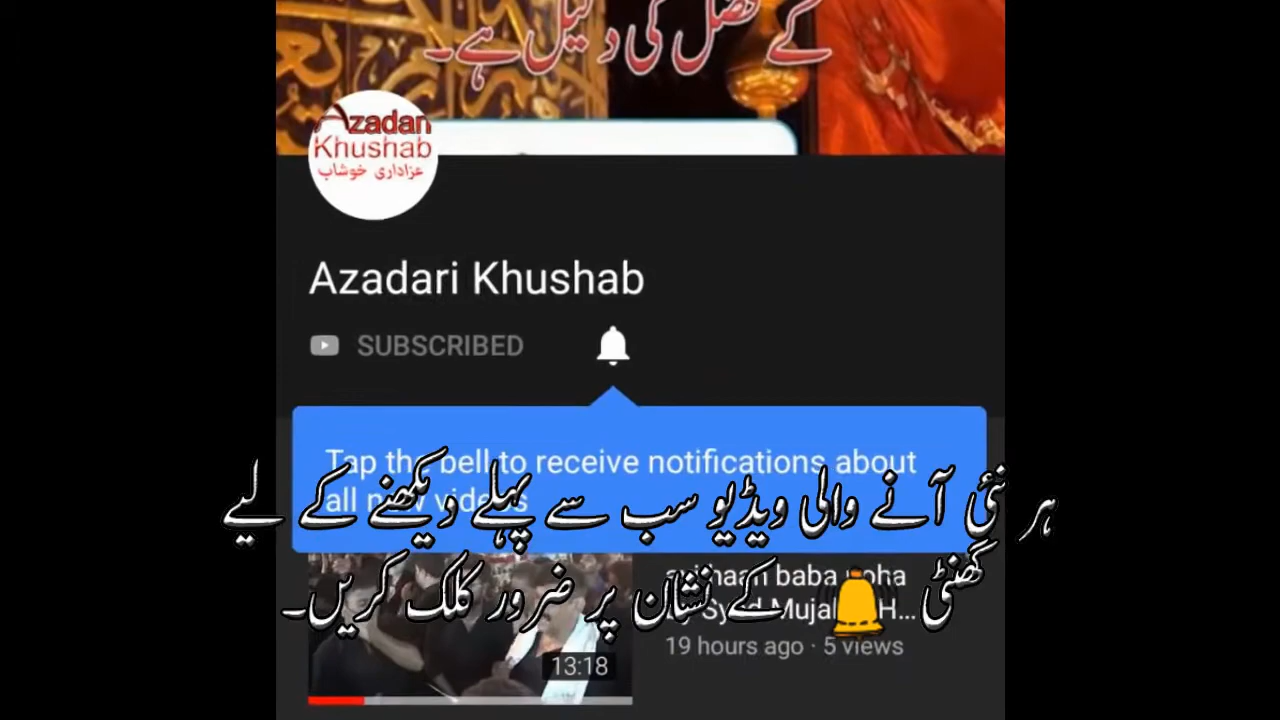 کے فضل کی دلیل ہے۔
Azadari
Khushab
عزاداری خوشاب
Azadari Khushab
SUBSCRIBED
Tap the bell to receive notifications about
all new videos
ہر نئی آنے والی ویڈیو سب سے پہلے دیکھنے کے لیے
گھنٹی 🔔 کے نشان پر ضرور کلک کریں۔
baba noha
by Syed
19 hours ago · 5 views
13:18